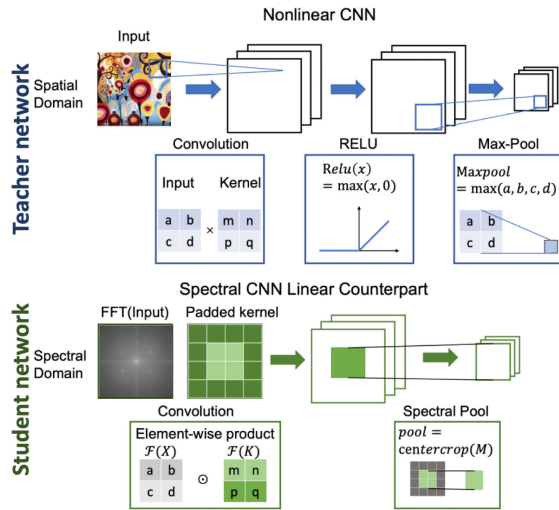 Nonlinear CNN
Teacher network
Input
Spatial
Domain
Convolution
Input Kernel
a b × m n
c d p q
RELU
Relu(x)
= max(x, 0)
Max-Pool
Maxpool
= max(a, b, c, d)
a b
c d
Spectral CNN Linear Counterpart
Student network
FFT(Input) Padded kernel
Spectral
Domain
Convolution
Element-wise product
ℱ(X) ℱ(K)
a b ⊙ m n
c d p q
Spectral Pool
pool =
centercrop(M)